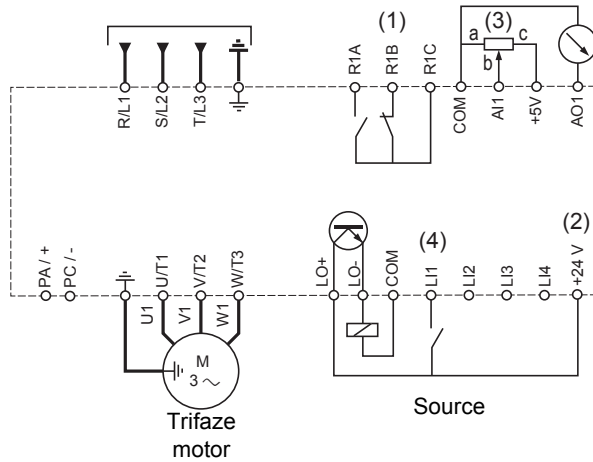 (1)
(3)
a
c
b
R1A
R1B
R1C
COM
AI1
+5V
AO1
R/L1
S/L2
T/L3
(2)
(4)
PA / +
PC / -
U/T1
V/T2
W/T3
LO+
LO-
COM
LI1
LI2
LI3
LI4
+24 V
U1
V1
W1
M
3 ~
Trifaze
motor
Source